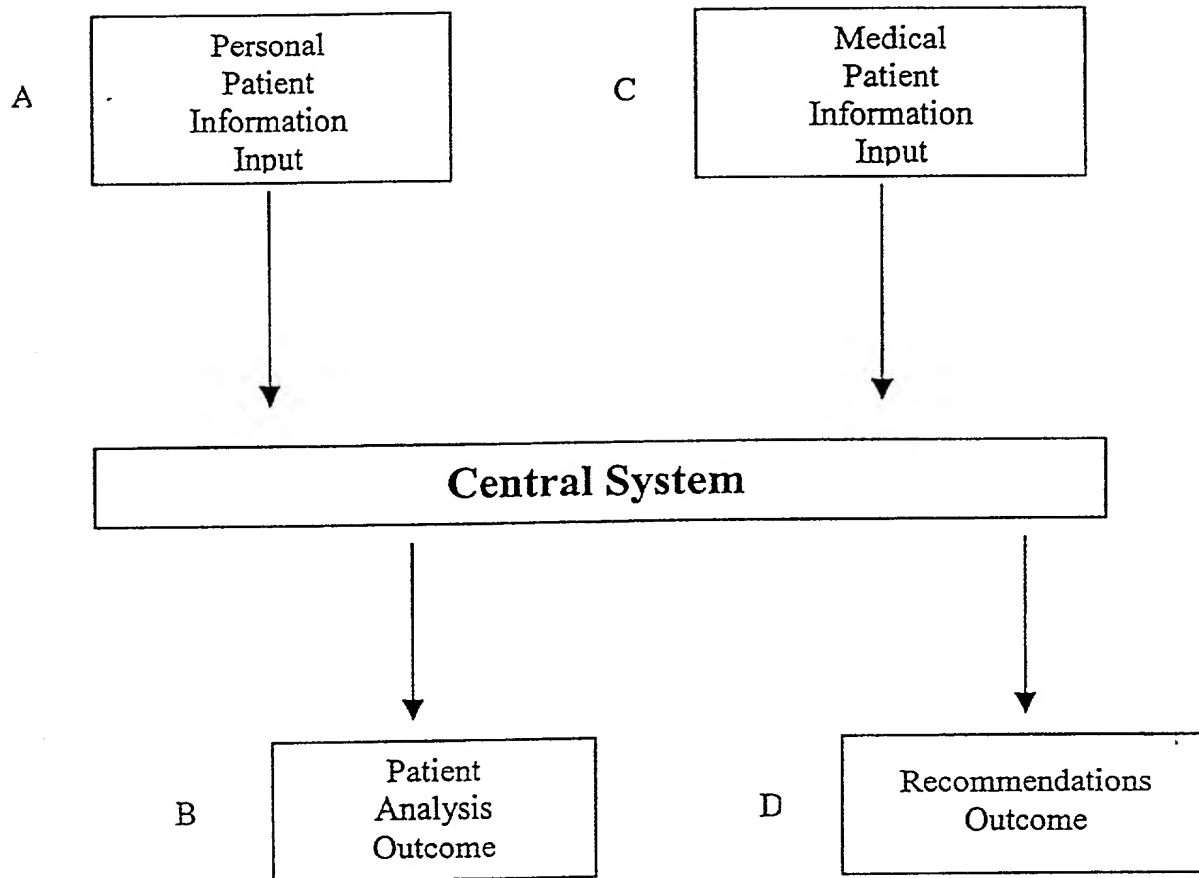 A
Personal
Patient
Information
Input
C
Medical
Patient
Information
Input
Central System
B
Patient
Analysis
Outcome
D
Recommendations
Outcome